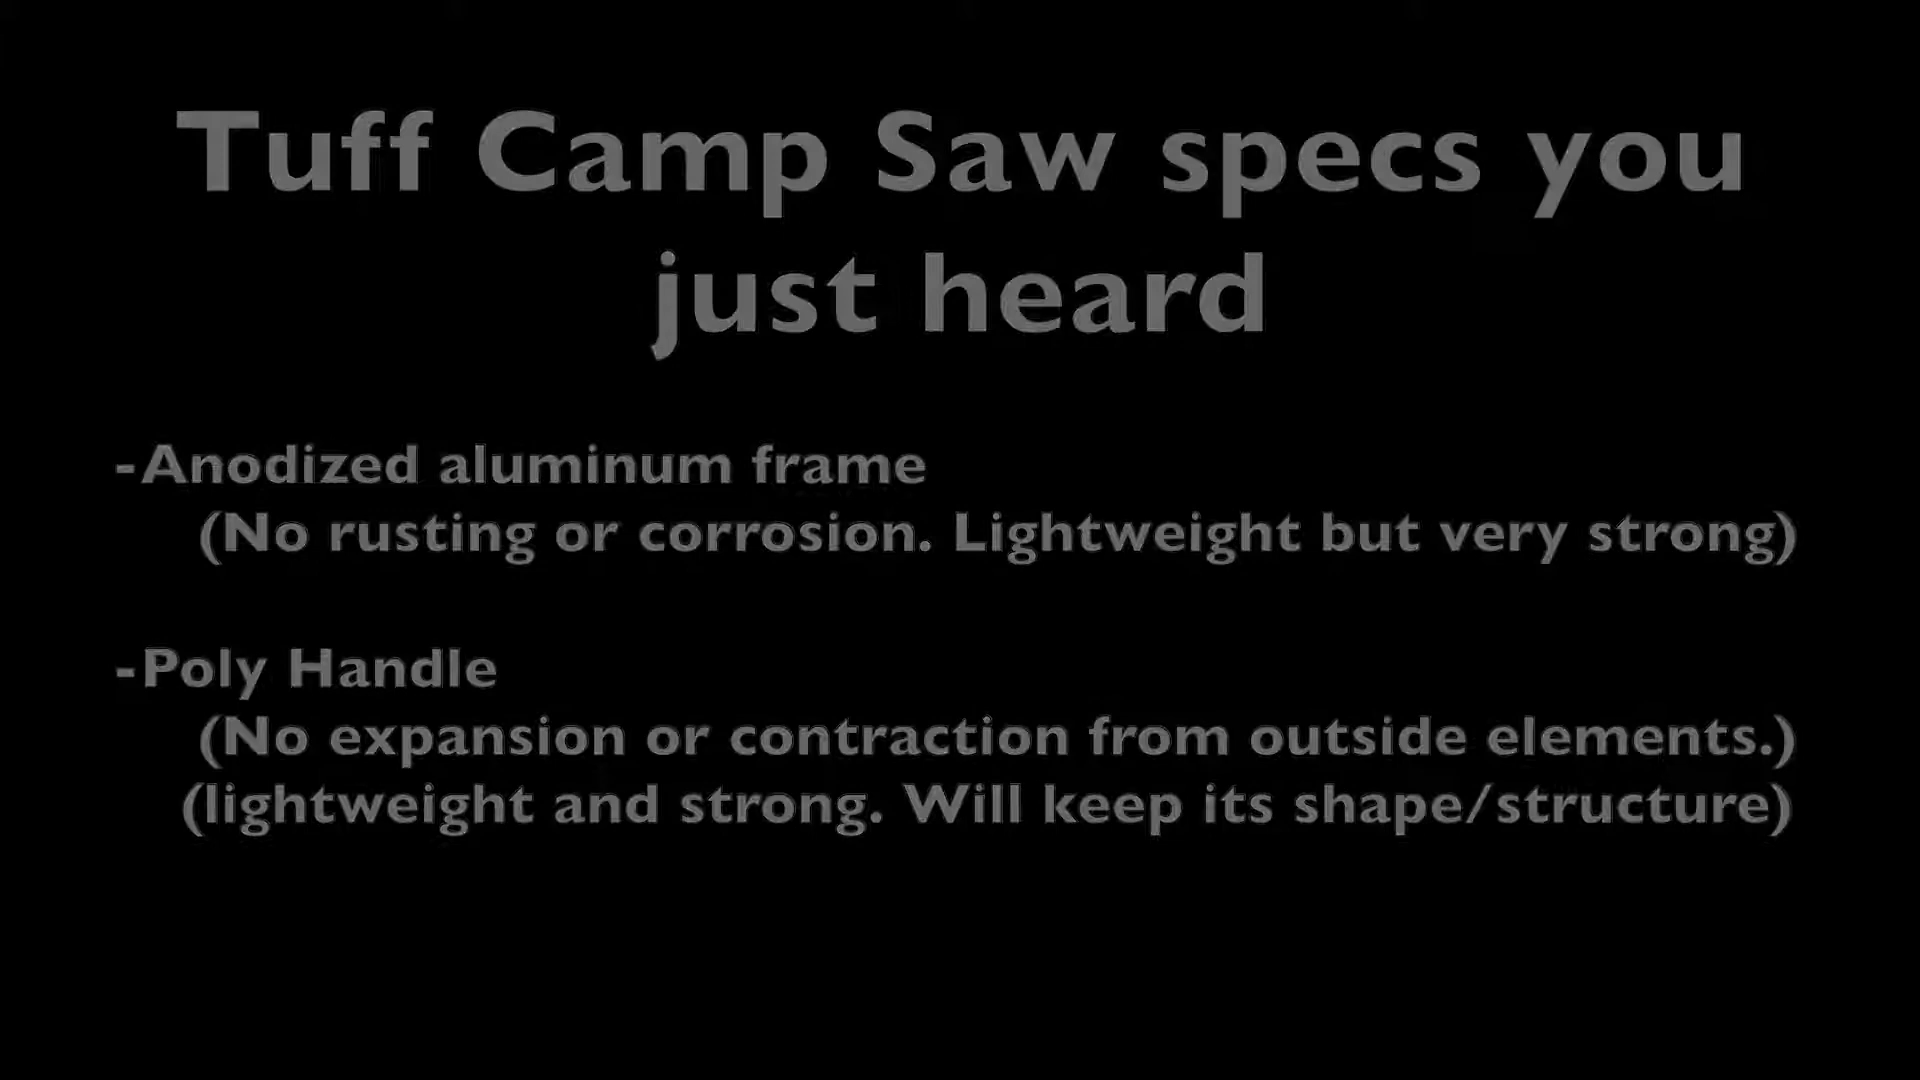 Tuff Camp Saw specs you
just heard
-Anodized aluminum frame
(No rusting or corrosion. Lightweight but very strong)
-Poly Handle
(No expansion or contraction from outside elements.)
(lightweight and strong. Will keep its shape/structure)